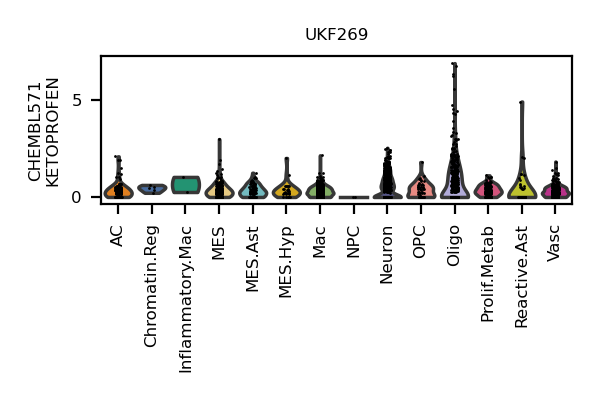 UKF269
CHEMBL571
KETOPROFEN
5
0
AC
Chromatin.Reg
Inflammatory.Mac
MES
MES.Ast
MES.Hyp
Mac
NPC
Neuron
OPC
Oligo
Prolif.Metab
Reactive.Ast
Vasc